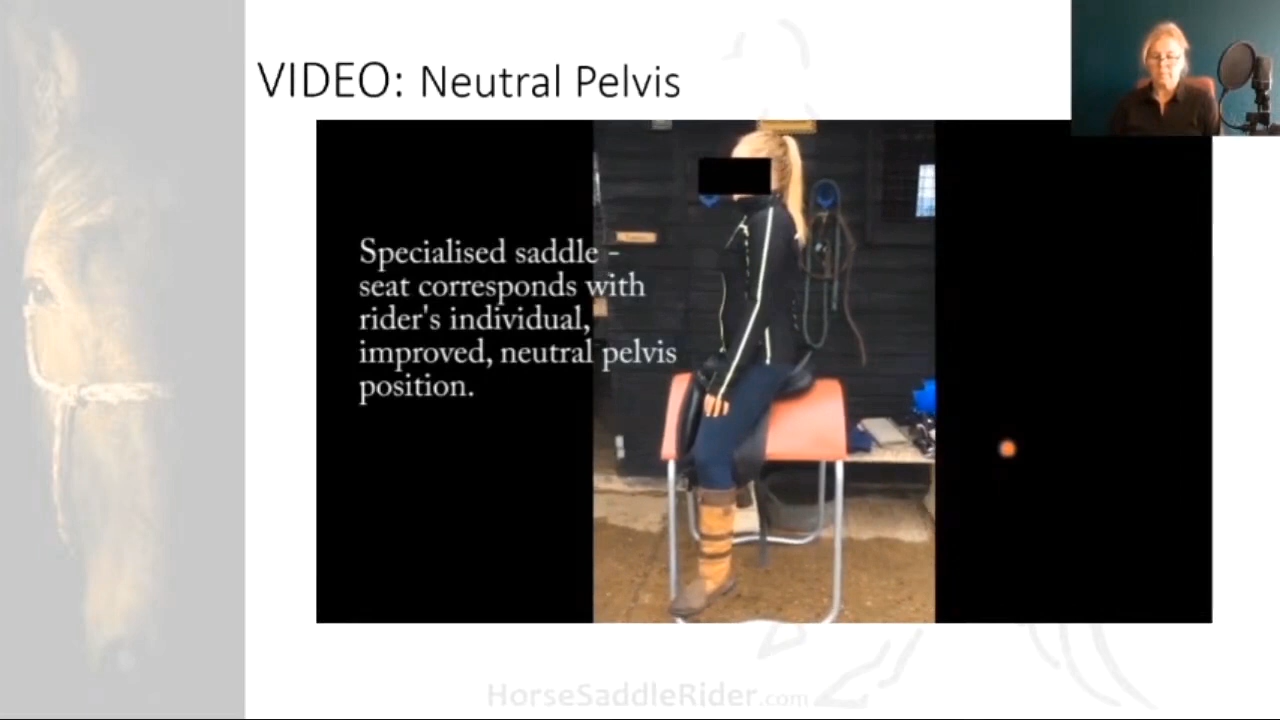 VIDEO: Neutral Pelvis
Specialised saddle -
seat corresponds with
rider's individual,
improved, neutral pelvis
position.
HorseSaddleRider.com